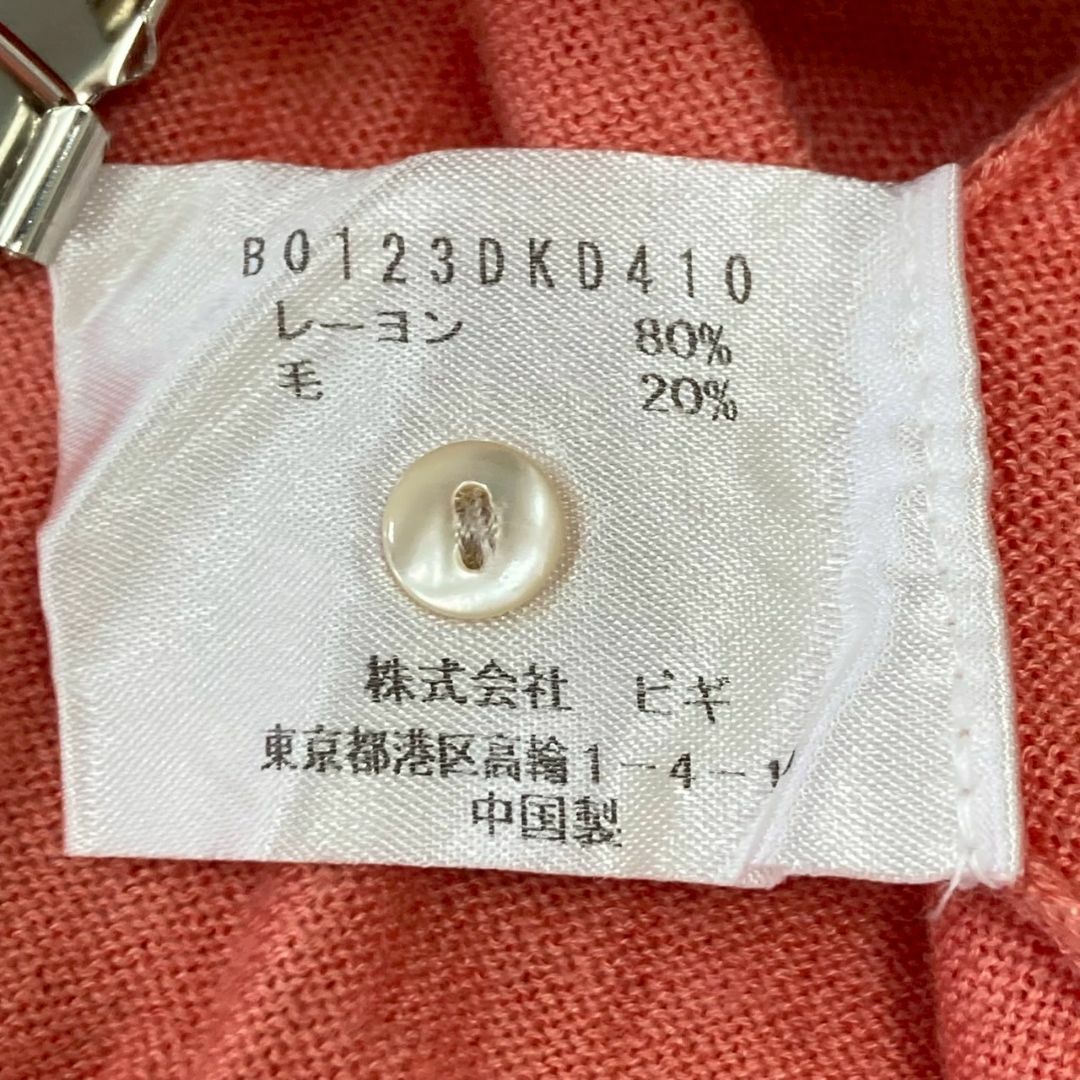 B0123DKD410
レーヨン 80%
毛 20%
株式会社 ビギ
東京都港区高輪1-4-
中国製